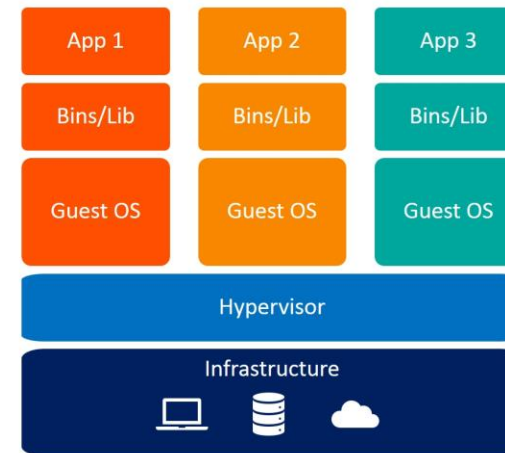 App 1
App 2
App 3
Bins/Lib
Bins/Lib
Bins/Lib
Guest OS
Guest OS
Guest OS
Hypervisor
Infrastructure